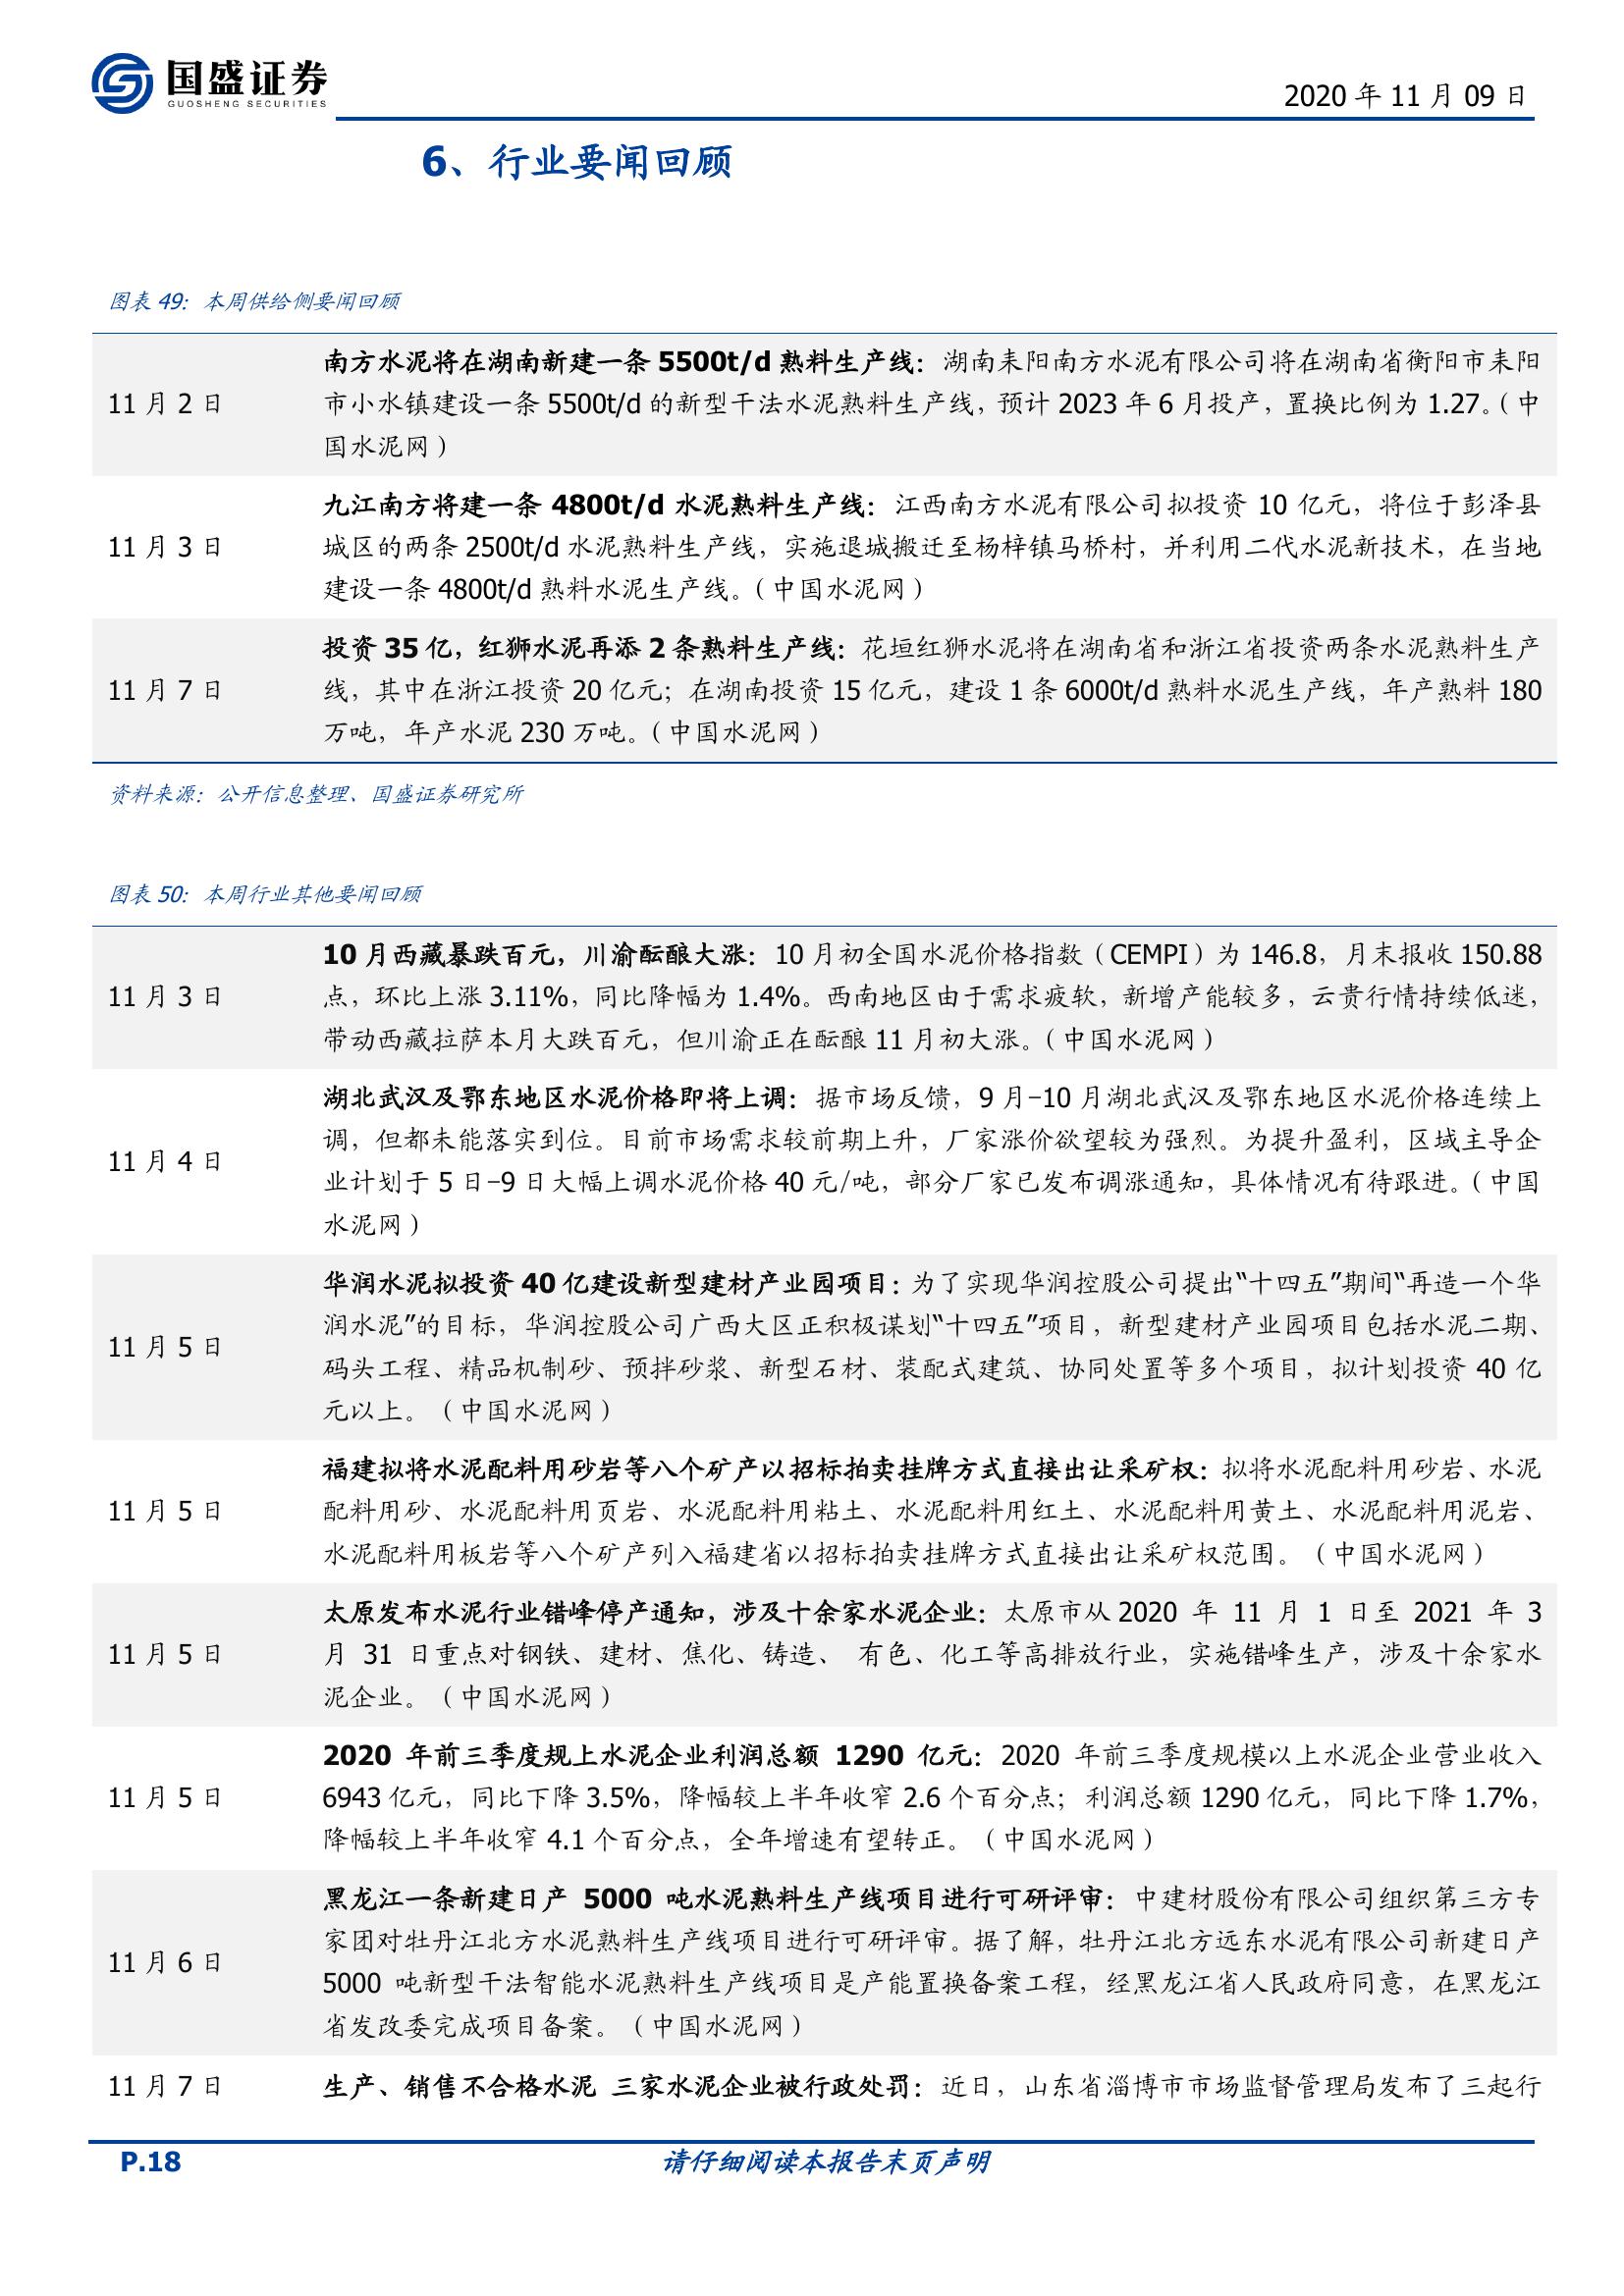 国盛证券
GUOSHENG SECURITIES
2020 年 11 月 09 日
6、行业要闻回顾
图表 49：本周供给侧要闻回顾
11 月 2 日
南方水泥将在湖南新建一条 5500t/d 熟料生产线：湖南耒阳南方水泥有限公司将在湖南省衡阳市耒阳
市小水镇建设一条 5500t/d 的新型干法水泥熟料生产线，预计 2023 年 6 月投产，置换比例为 1.27。（中
国水泥网）
11 月 3 日
九江南方将建一条 4800t/d 水泥熟料生产线：江西南方水泥有限公司拟投资 10 亿元，将位于彭泽县
城区的两条 2500t/d 水泥熟料生产线，实施退城搬迁至杨梓镇马桥村，并利用二代水泥新技术，在当地
建设一条 4800t/d 熟料水泥生产线。（中国水泥网）
11 月 7 日
投资 35 亿，红狮水泥再添 2 条熟料生产线：花垣红狮水泥将在湖南省和浙江省投资两条水泥熟料生产
线，其中在浙江投资 20 亿元；在湖南投资 15 亿元，建设 1 条 6000t/d 熟料水泥生产线，年产熟料 180
万吨，年产水泥 230 万吨。（中国水泥网）
资料来源：公开信息整理、国盛证券研究所
图表 50：本周行业其他要闻回顾
11 月 3 日
10 月西藏暴跌百元，川渝酝酿大涨：10 月初全国水泥价格指数（CEMPI）为 146.8，月末报收 150.88
点，环比上涨 3.11%，同比降幅为 1.4%。西南地区由于需求疲软，新增产能较多，云贵行情持续低迷，
带动西藏拉萨本月大跌百元，但川渝正在酝酿 11 月初大涨。（中国水泥网）
11 月 4 日
湖北武汉及鄂东地区水泥价格即将上调：据市场反馈，9 月-10 月湖北武汉及鄂东地区水泥价格连续上
调，但都未能落实到位。目前市场需求较前期上升，厂家涨价欲望较为强烈。为提升盈利，区域主导企
业计划于 5 日-9 日大幅上调水泥价格 40 元/吨，部分厂家已发布调涨通知，具体情况有待跟进。（中国
水泥网）
11 月 5 日
华润水泥拟投资 40 亿建设新型建材产业园项目：为了实现华润控股公司提出“十四五”期间“再造一个华
润水泥”的目标，华润控股公司广西大区正积极谋划“十四五”项目，新型建材产业园项目包括水泥二期、
码头工程、精品机制砂、预拌砂浆、新型石材、装配式建筑、协同处置等多个项目，拟计划投资 40 亿
元以上。（中国水泥网）
11 月 5 日
福建拟将水泥配料用砂岩等八个矿产以招标拍卖挂牌方式直接出让采矿权：拟将水泥配料用砂岩、水泥
配料用砂、水泥配料用页岩、水泥配料用粘土、水泥配料用红土、水泥配料用黄土、水泥配料用泥岩、
水泥配料用板岩等八个矿产列入福建省以招标拍卖挂牌方式直接出让采矿权范围。（中国水泥网）
11 月 5 日
太原发布水泥行业错峰停产通知，涉及十余家水泥企业：太原市从 2020 年 11 月 1 日至 2021 年 3
月 31 日重点对钢铁、建材、焦化、铸造、 有色、化工等高排放行业，实施错峰生产，涉及十余家水
泥企业。（中国水泥网）
11 月 5 日
2020 年前三季度规上水泥企业利润总额 1290 亿元：2020 年前三季度规模以上水泥企业营业收入
6943 亿元，同比下降 3.5%，降幅较上半年收窄 2.6 个百分点；利润总额 1290 亿元，同比下降 1.7%，
降幅较上半年收窄 4.1 个百分点，全年增速有望转正。（中国水泥网）
11 月 6 日
黑龙江一条新建日产 5000 吨水泥熟料生产线项目进行可研评审：中建材股份有限公司组织第三方专
家团对牡丹江北方水泥熟料生产线项目进行可研评审。据了解，牡丹江北方远东水泥有限公司新建日产
5000 吨新型干法智能水泥熟料生产线项目是产能置换备案工程，经黑龙江省人民政府同意，在黑龙江
省发改委完成项目备案。（中国水泥网）
11 月 7 日
生产、销售不合格水泥 三家水泥企业被行政处罚：近日，山东省淄博市市场监督管理局发布了三起行
P.18
请仔细阅读本报告末页声明